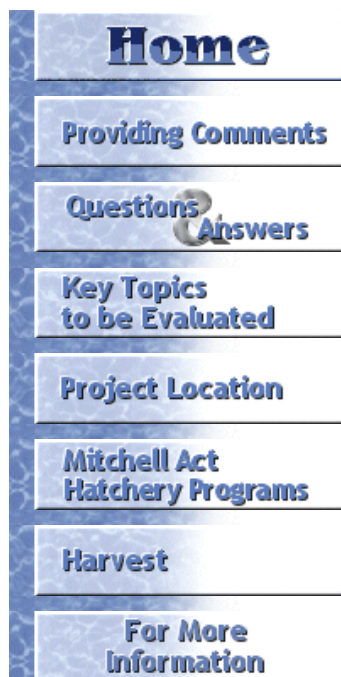 Home
Providing Comments
Questions &
Answers
Key Topics
to be Evaluated
Project Location
Mitchell Act
Hatchery Programs
Harvest
For More
Information